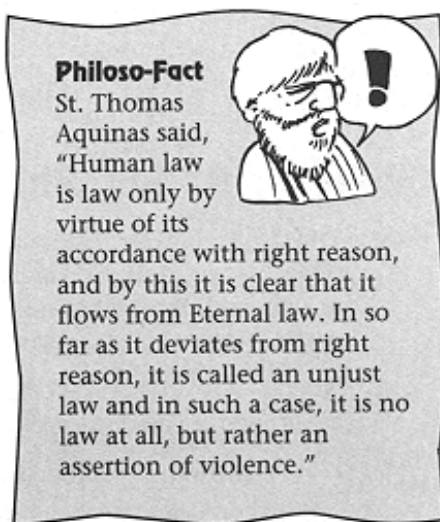 Philoso-Fact
St. Thomas
Aquinas said,
“Human law
is law only by
virtue of its
accordance with right reason,
and by this it is clear that it
flows from Eternal law. In so
far as it deviates from right
reason, it is called an unjust
law and in such a case, it is no
law at all, but rather an
assertion of violence.”
!